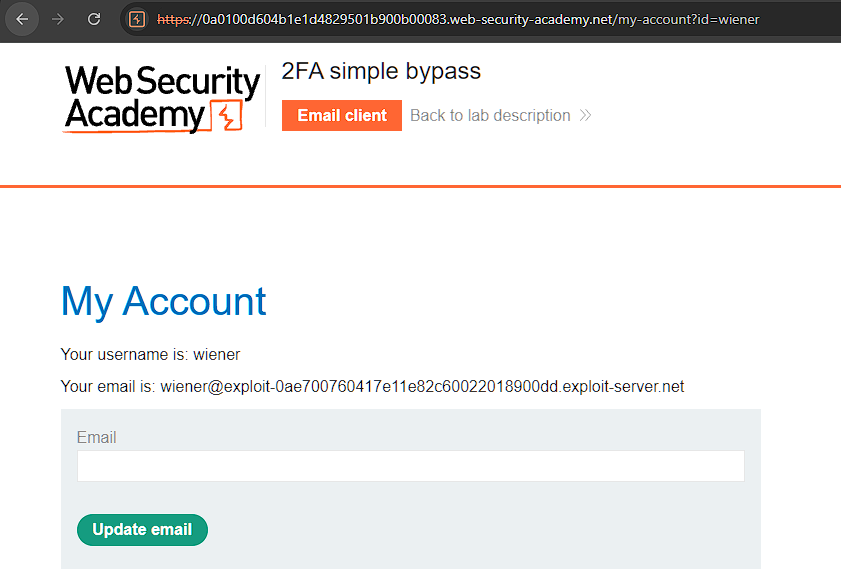 https://0a0100d604b1e1d4829501b900b00083.web-security-academy.net/my-account?id=wiener
Web Security
Academy
2FA simple bypass
Email client
Back to lab description
My Account
Your username is: wiener
Your email is: wiener@exploit-0ae700760417e11e82c60022018900dd.exploit-server.net
Email
Update email